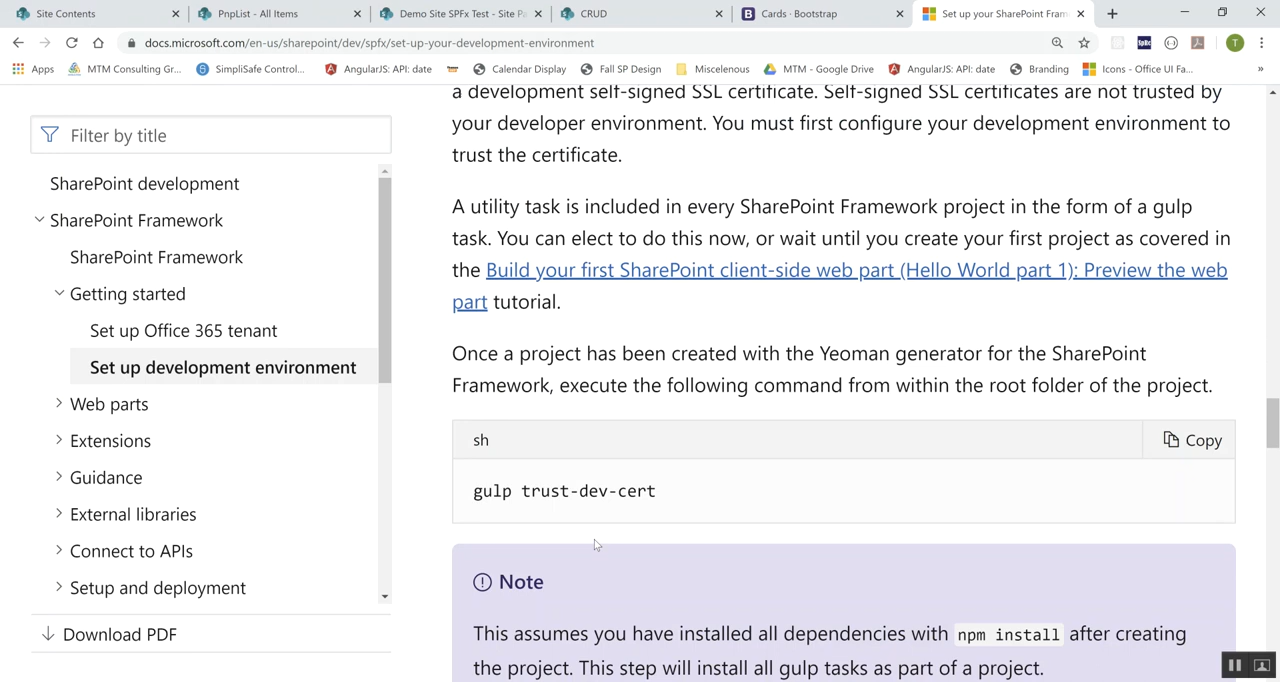 Site Contents
PnpList - All Items
Demo Site SPFx Test - Site Pa
CRUD
Cards · Bootstrap
Set up your SharePoint Fram
docs.microsoft.com/en-us/sharepoint/dev/spfx/set-up-your-development-environment
T
Apps
MTM Consulting Gr...
SimpliSafe Control...
AngularJS: API: date
Calendar Display
Fall SP Design
Miscelenous
MTM - Google Drive
AngularJS: API: date
Branding
Icons - Office UI Fa...
»
Filter by title
SharePoint development
SharePoint Framework
SharePoint Framework
Getting started
Set up Office 365 tenant
Set up development environment
Web parts
Extensions
Guidance
External libraries
Connect to APIs
Setup and deployment
Download PDF
a development self-signed SSL certificate. Self-signed SSL certificates are not trusted by
your developer environment. You must first configure your development environment to
trust the certificate.
A utility task is included in every SharePoint Framework project in the form of a gulp
task. You can elect to do this now, or wait until you create your first project as covered in
the Build your first SharePoint client-side web part (Hello World part 1): Preview the web
part tutorial.
Once a project has been created with the Yeoman generator for the SharePoint
Framework, execute the following command from within the root folder of the project.
sh
Copy
gulp trust-dev-cert
Note
This assumes you have installed all dependencies with npm install after creating
the project. This step will install all gulp tasks as part of a project.